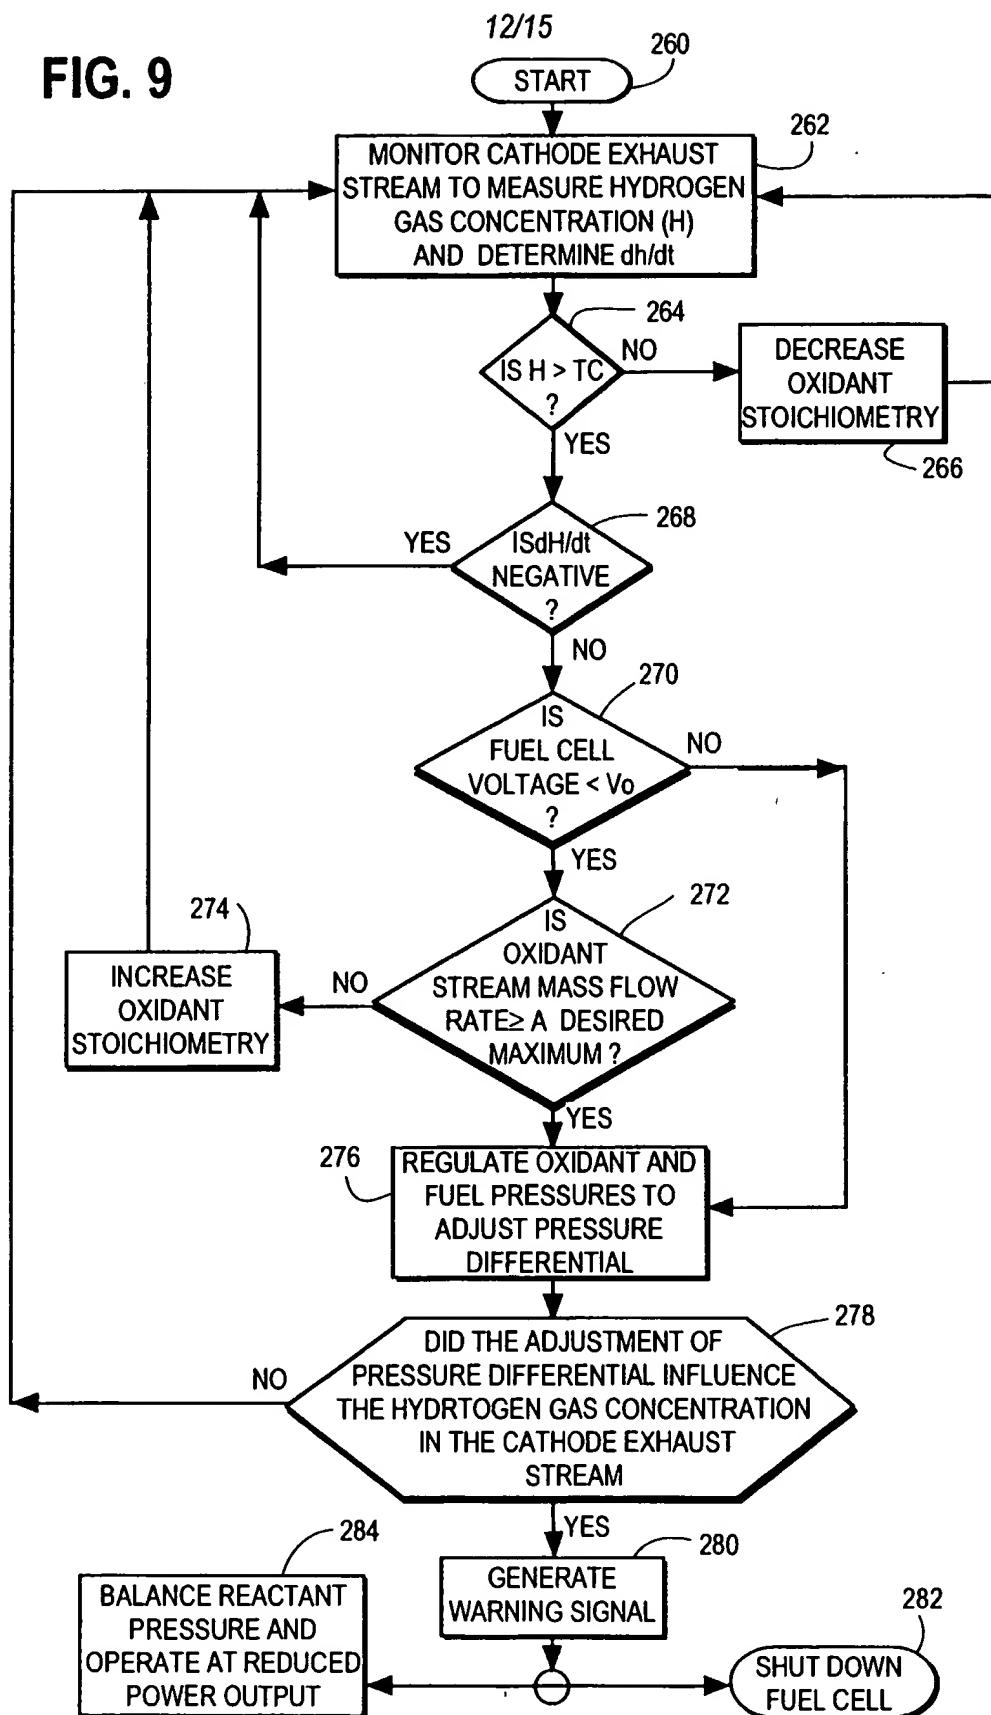 12/15
FIG. 9
260
START
262
MONITOR CATHODE EXHAUST
STREAM TO MEASURE HYDROGEN
GAS CONCENTRATION (H)
AND DETERMINE dh/dt
264
IS H > TC
?
NO
YES
DECREASE
OXIDANT
STOICHIOMETRY
266
268
ISdH/dt
NEGATIVE
?
YES
NO
270
IS
FUEL CELL
VOLTAGE < Vo
?
NO
YES
272
IS
OXIDANT
STREAM MASS FLOW
RATE≥ A DESIRED
MAXIMUM ?
NO
YES
274
INCREASE
OXIDANT
STOICHIOMETRY
276
REGULATE OXIDANT AND
FUEL PRESSURES TO
ADJUST PRESSURE
DIFFERENTIAL
278
DID THE ADJUSTMENT OF
PRESSURE DIFFERENTIAL INFLUENCE
THE HYDRTOGEN GAS CONCENTRATION
IN THE CATHODE EXHAUST
STREAM
NO
YES
280
GENERATE
WARNING SIGNAL
284
BALANCE REACTANT
PRESSURE AND
OPERATE AT REDUCED
POWER OUTPUT
282
SHUT DOWN
FUEL CELL